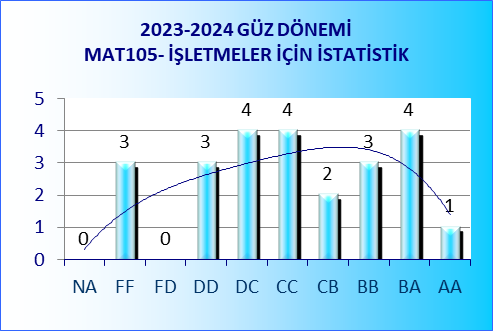 2023-2024 GÜZ DÖNEMİ
MAT105- İŞLETMELER İÇİN İSTATİSTİK
5
4
3
2
1
0
0 3 0 3 4 4 2 3 4 1
NA FF FD DD DC CC CB BB BA AA